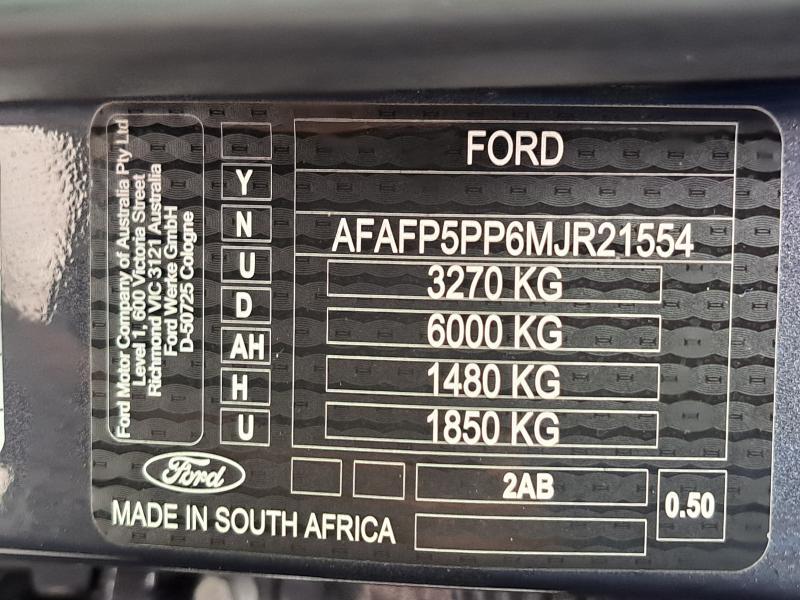 Ford Motor Company of Australia Pty Ltd
Level 1, 600 Victoria Street
Richmond VIC 3121 Australia
Ford Werke GmbH
D-50725 Cologne
Y
N
U
D
AH
H
U
FORD
AFAFP5PP6MJR21554
3270 KG
6000 KG
1480 KG
1850 KG
Ford
2AB
0.50
MADE IN SOUTH AFRICA